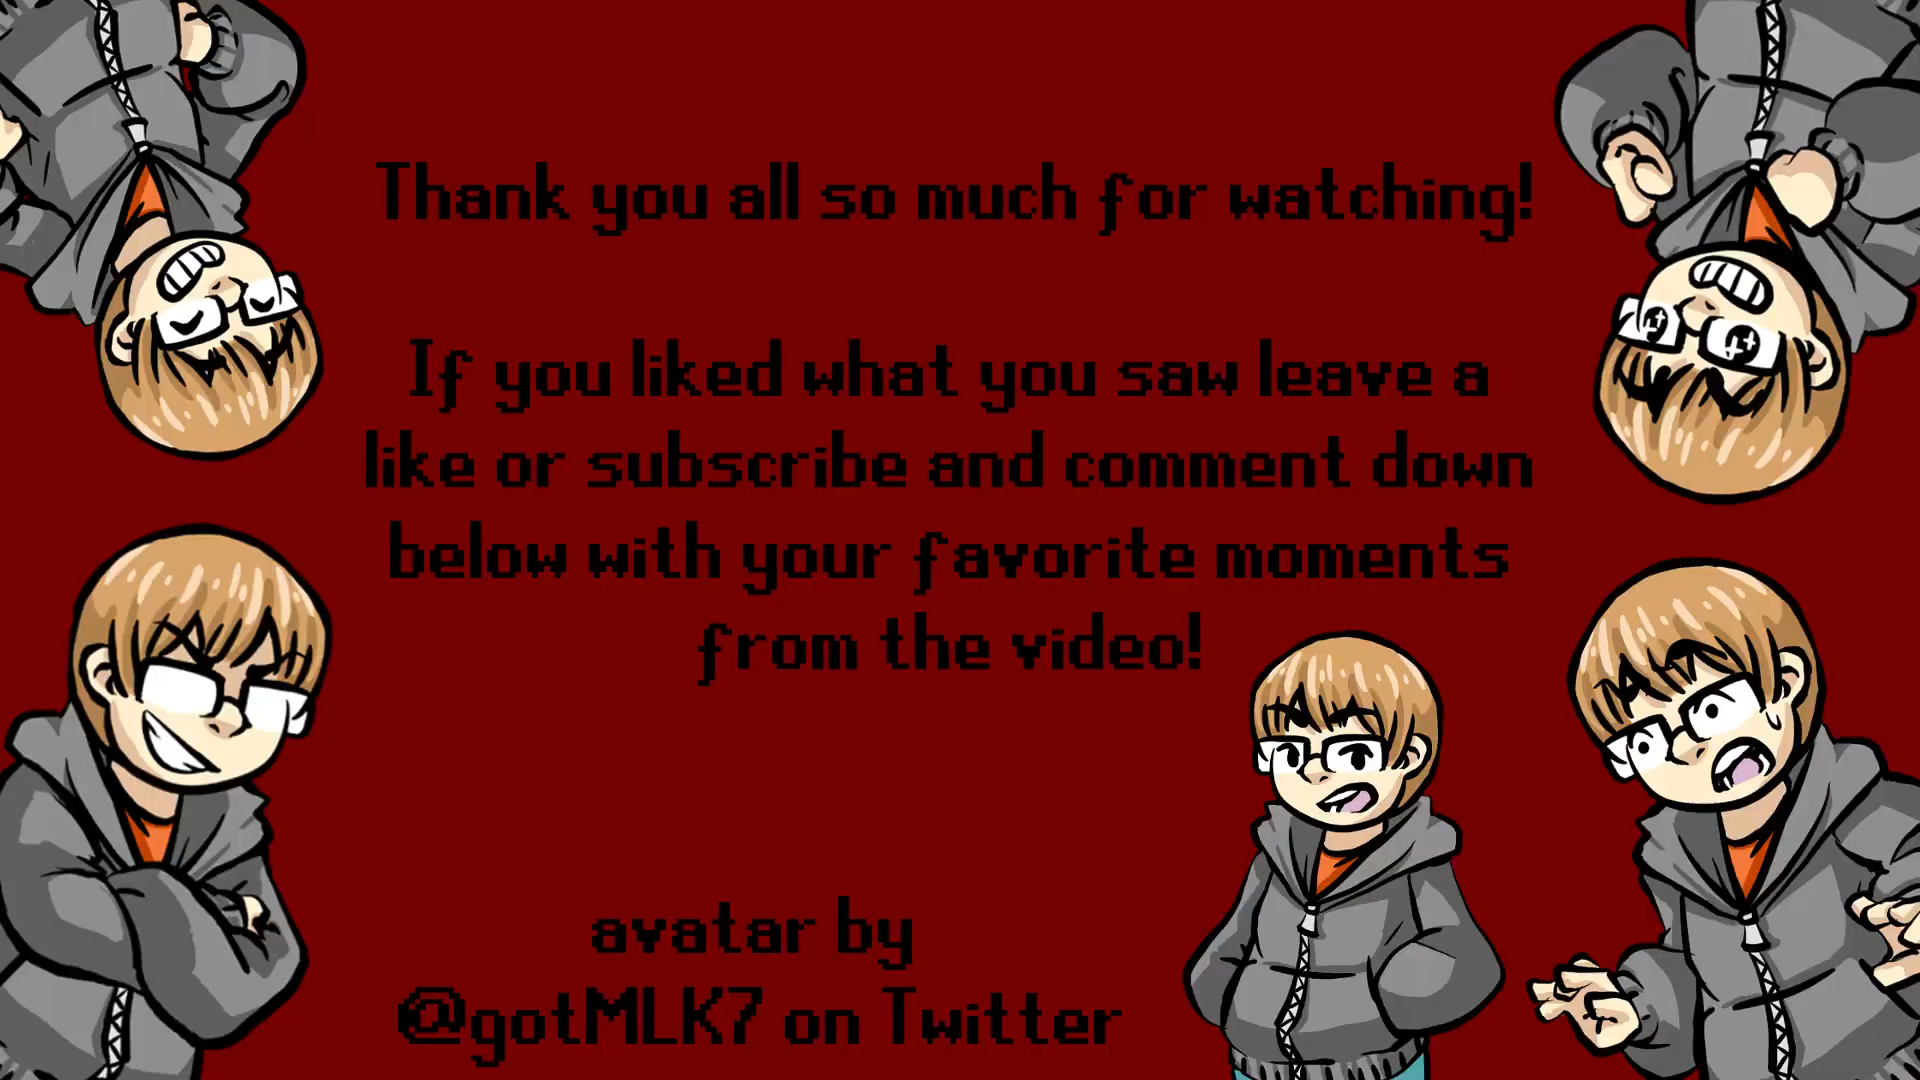 Thank you all so much for watching!
If you liked what you saw leave a
like or subscribe and comment down
below with your favorite moments
from the video!
avatar by
@gotMLK7 on Twitter